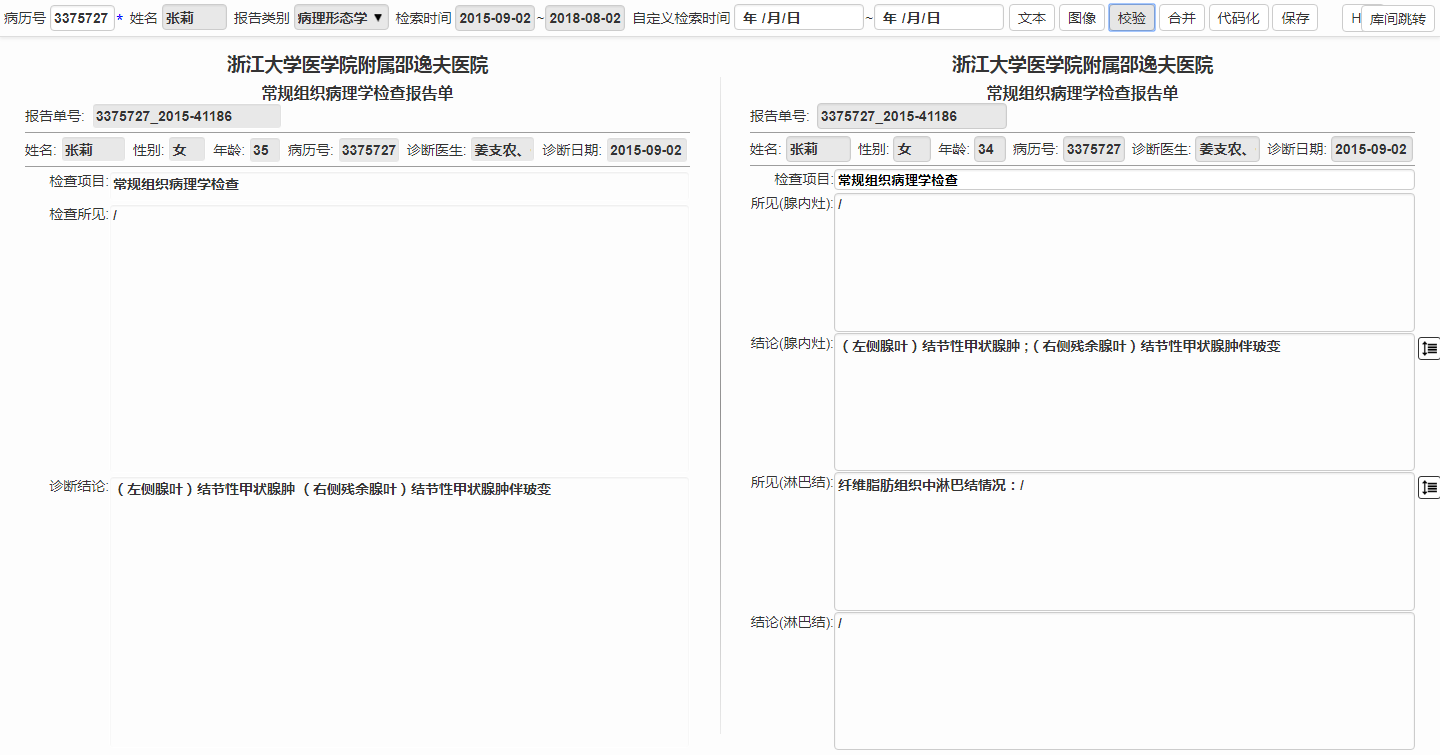 病历号 3375727 * 姓名 张莉 报告类别 病理形态学 ▼ 检索时间 2015-09-02 ~ 2018-08-02 自定义检索时间 年 /月/日 ~ 年 /月/日 文本 图像 校验 合并 代码化 保存 H 库间跳转
浙江大学医学院附属邵逸夫医院
常规组织病理学检查报告单
报告单号: 3375727_2015-41186
姓名: 张莉 性别: 女 年龄: 35 病历号: 3375727 诊断医生: 姜支农、 诊断日期: 2015-09-02
检查项目: 常规组织病理学检查
检查所见: /
诊断结论: （左侧腺叶）结节性甲状腺肿 （右侧残余腺叶）结节性甲状腺肿伴玻变
浙江大学医学院附属邵逸夫医院
常规组织病理学检查报告单
报告单号: 3375727_2015-41186
姓名: 张莉 性别: 女 年龄: 34 病历号: 3375727 诊断医生: 姜支农、 诊断日期: 2015-09-02
检查项目: 常规组织病理学检查
所见(腺内灶): /
结论(腺内灶): （左侧腺叶）结节性甲状腺肿；（右侧残余腺叶）结节性甲状腺肿伴玻变
所见(淋巴结): 纤维脂肪组织中淋巴结情况：/
结论(淋巴结): /